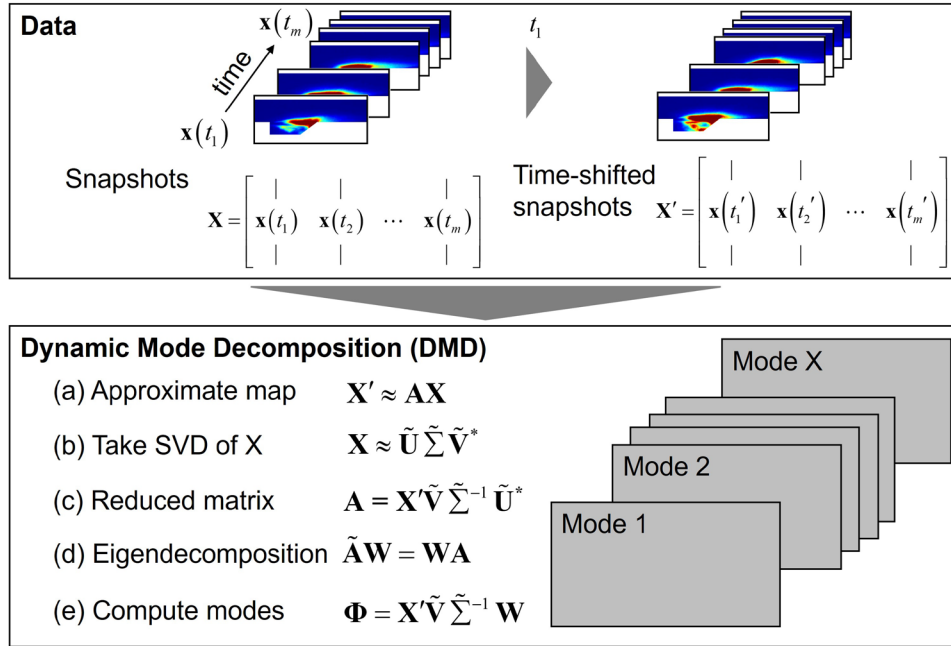 Data
x(t_m)
t_1
time
x(t_1)
Snapshots
X = [ | | | ; x(t_1) x(t_2) ⋯ x(t_m) ; | | | ]
Time-shifted
snapshots
X′ = [ | | | ; x(t_1′) x(t_2′) ⋯ x(t_m′) ; | | | ]
Dynamic Mode Decomposition (DMD)
(a) Approximate map X′ ≈ AX
(b) Take SVD of X X ≈ Ũ Σ̃ Ṽ*
(c) Reduced matrix A = X′Ṽ Σ̃⁻¹ Ũ*
(d) Eigendecomposition ÃW = WA
(e) Compute modes Φ = X′Ṽ Σ̃⁻¹ W
Mode X
Mode 2
Mode 1